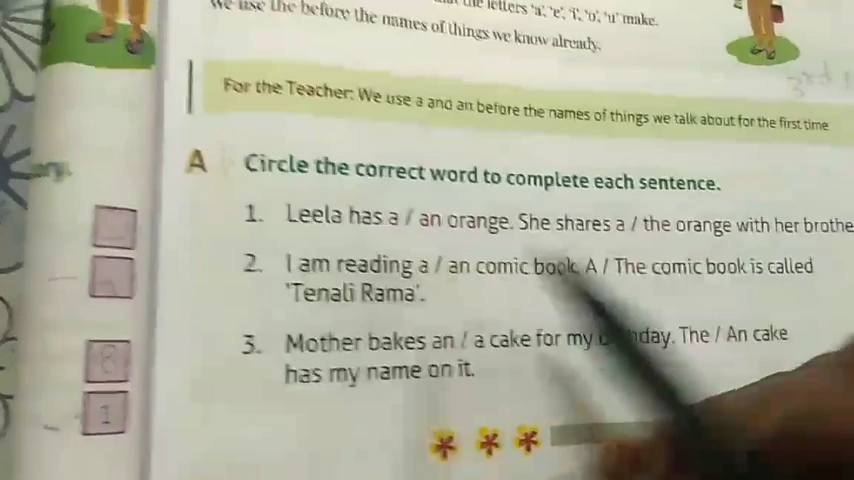 the letters 'a', 'e', 'i', 'o', 'u' make.
we use the before the names of things we know already.
3rd
For the Teacher: We use a and an before the names of things we talk about for the first time
A Circle the correct word to complete each sentence.
1. Leela has a / an orange. She shares a / the orange with her brothe
2. I am reading a / an comic book. A / The comic book is called
'Tenali Rama'.
3. Mother bakes an / a cake for my day. The / An cake
has my name on it.
8
1